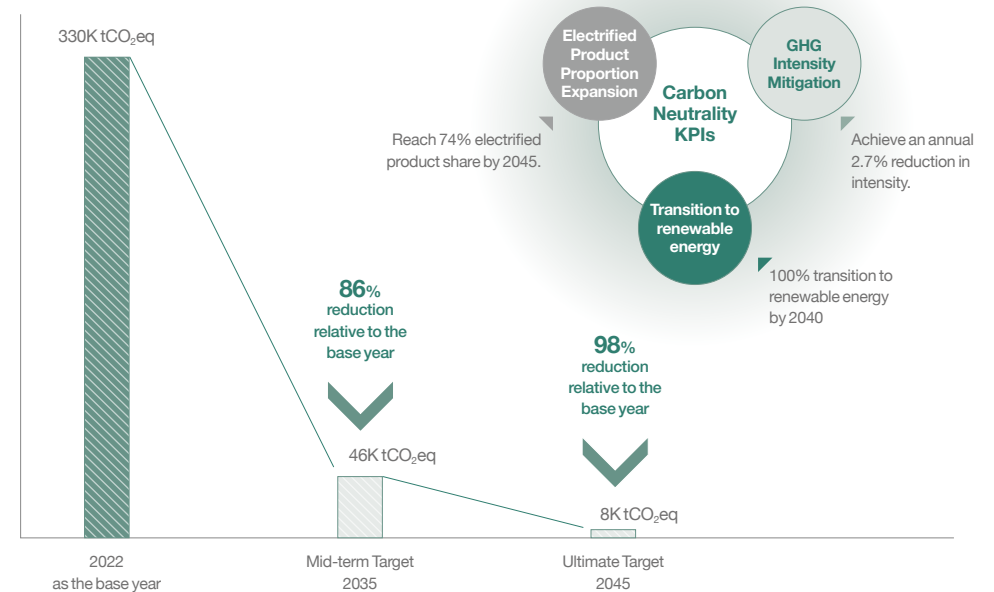 330K tCO₂eq
Electrified
Product
Proportion
Expansion
GHG
Intensity
Mitigation
Carbon
Neutrality
KPIs
Reach 74% electrified
product share by 2045.
Achieve an annual
2.7% reduction in
intensity.
Transition to
renewable
energy
100% transition to
renewable energy
by 2040
86%
reduction
relative to the
base year
98%
reduction
relative to the
base year
46K tCO₂eq
8K tCO₂eq
2022
as the base year
Mid-term Target
2035
Ultimate Target
2045